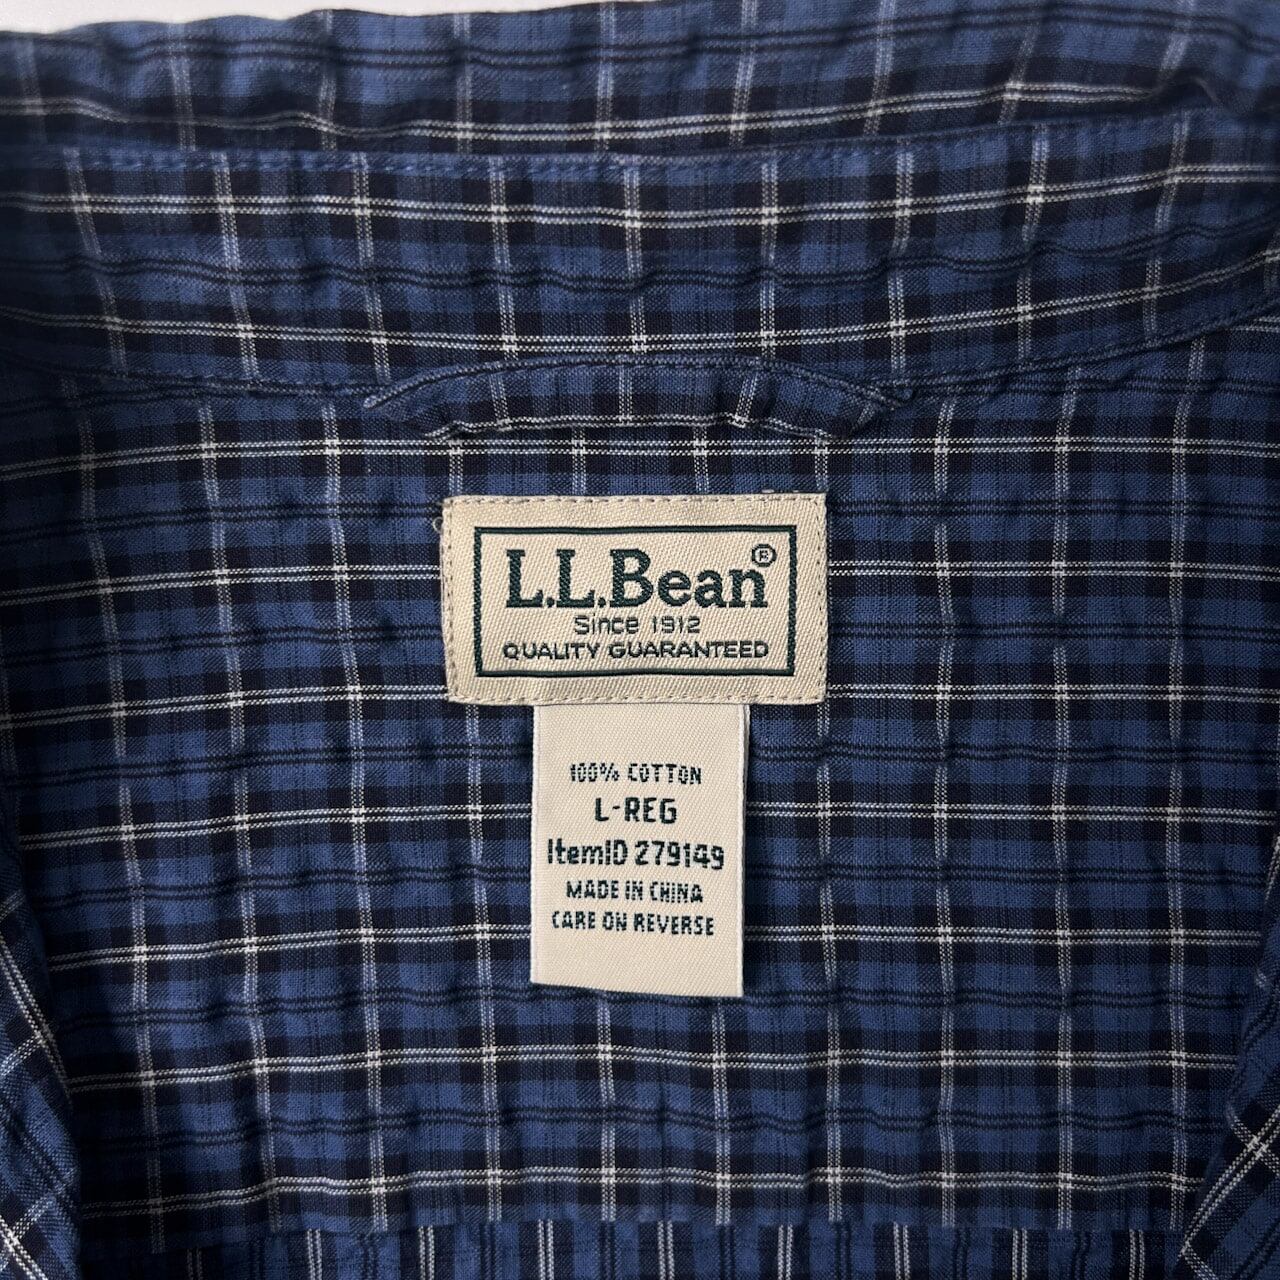 L.L.Bean®
Since 1912
QUALITY GUARANTEED
100% COTTON
L-REG
ItemID 279149
MADE IN CHINA
CARE ON REVERSE